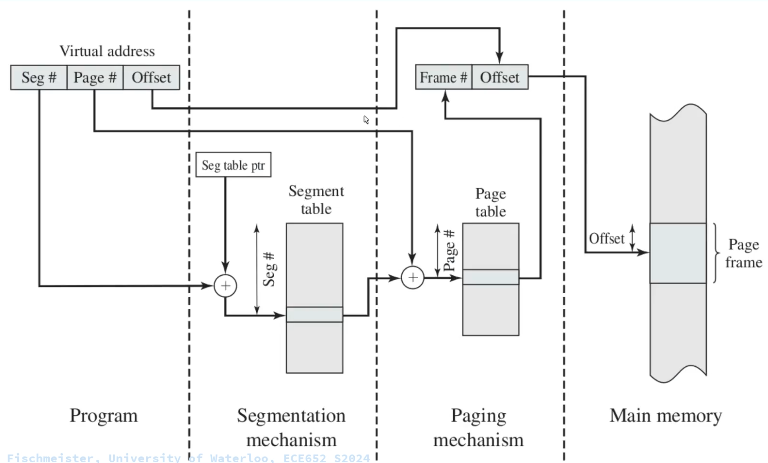 Virtual address
Seg #
Page #
Offset
Frame #
Offset
Seg table ptr
Segment
table
Page
table
Seg #
Page #
Offset
Page
frame
Program
Segmentation
mechanism
Paging
mechanism
Main memory
+
+
Fischmeister, University of Waterloo, ECE652 S2024